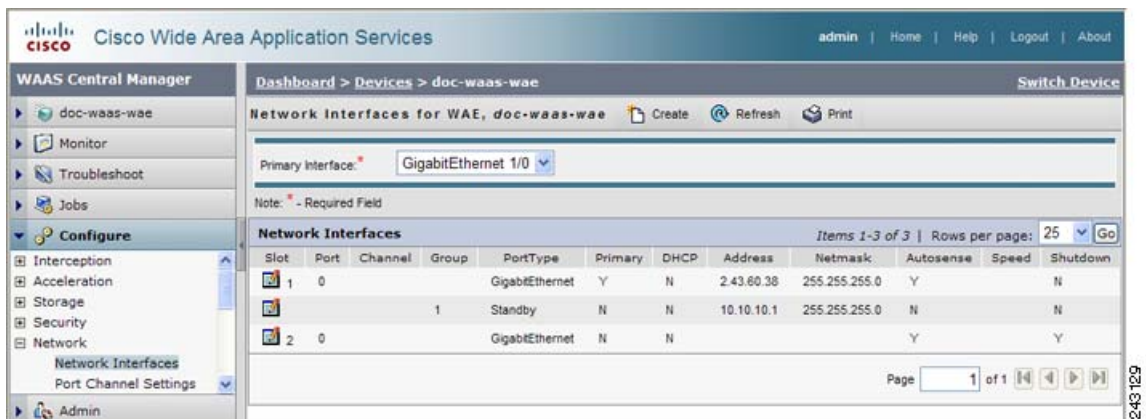 CISCO Cisco Wide Area Application Services
admin | Home | Help | Logout | About
WAAS Central Manager
doc-waas-wae
Monitor
Troubleshoot
Jobs
Configure
Interception
Acceleration
Storage
Security
Network
Network Interfaces
Port Channel Settings
Admin
Dashboard > Devices > doc-waas-wae
Switch Device
Network Interfaces for WAE, doc-waas-wae Create Refresh Print
Primary Interface:* GigabitEthernet 1/0
Note: * - Required Field
Network Interfaces Items 1-3 of 3 | Rows per page: 25 Go
Slot Port Channel Group PortType Primary DHCP Address Netmask Autosense Speed Shutdown
1 0 GigabitEthernet Y N 2.43.60.38 255.255.255.0 Y N
1 Standby N N 10.10.10.1 255.255.255.0 N N
2 0 GigabitEthernet N N Y Y
Page 1 of 1
243129